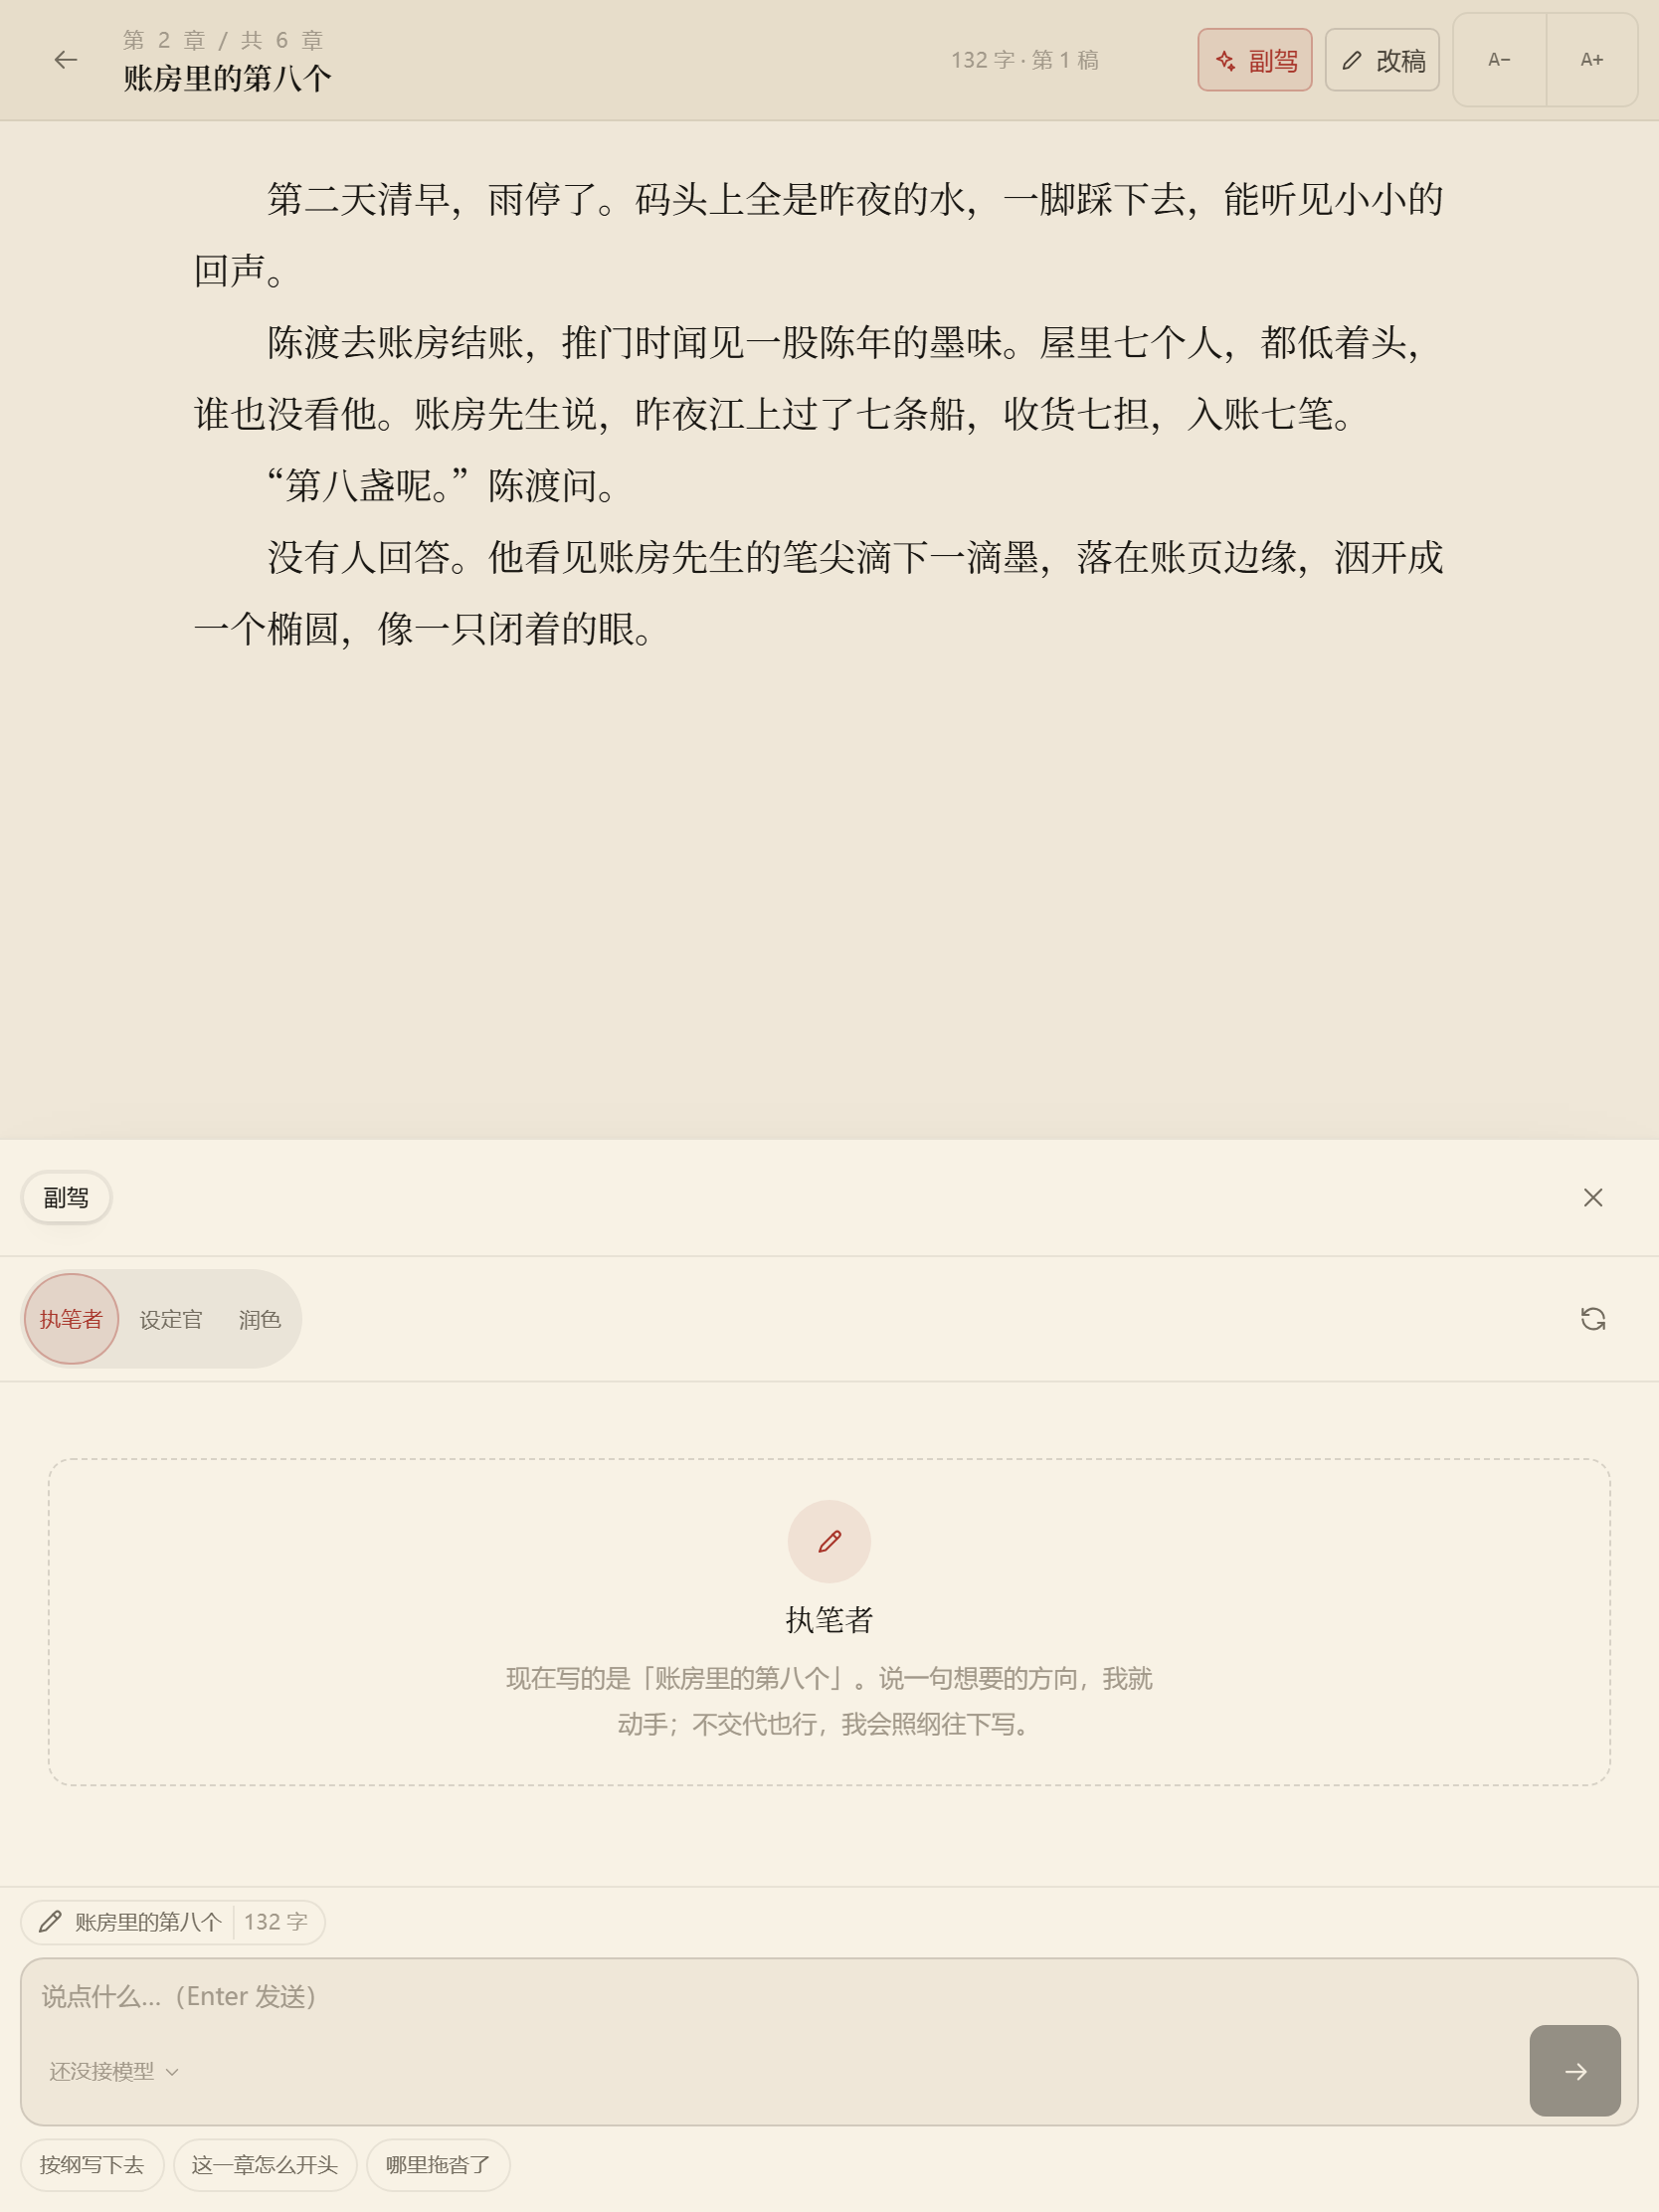 第 2 章 / 共 6 章
账房里的第八个
132 字 · 第 1 稿
副驾
改稿
A−
A+
第二天清早，雨停了。码头上全是昨夜的水，一脚踩下去，能听见小小的
回声。
陈渡去账房结账，推门时闻见一股陈年的墨味。屋里七个人，都低着头，
谁也没看他。账房先生说，昨夜江上过了七条船，收货七担，入账七笔。
“第八盏呢。”陈渡问。
没有人回答。他看见账房先生的笔尖滴下一滴墨，落在账页边缘，洇开成
一个椭圆，像一只闭着的眼。
副驾
执笔者
设定官
润色
执笔者
现在写的是「账房里的第八个」。说一句想要的方向，我就
动手；不交代也行，我会照纲往下写。
账房里的第八个
132 字
说点什么…（Enter 发送）
还没接模型
按纲写下去
这一章怎么开头
哪里拖沓了